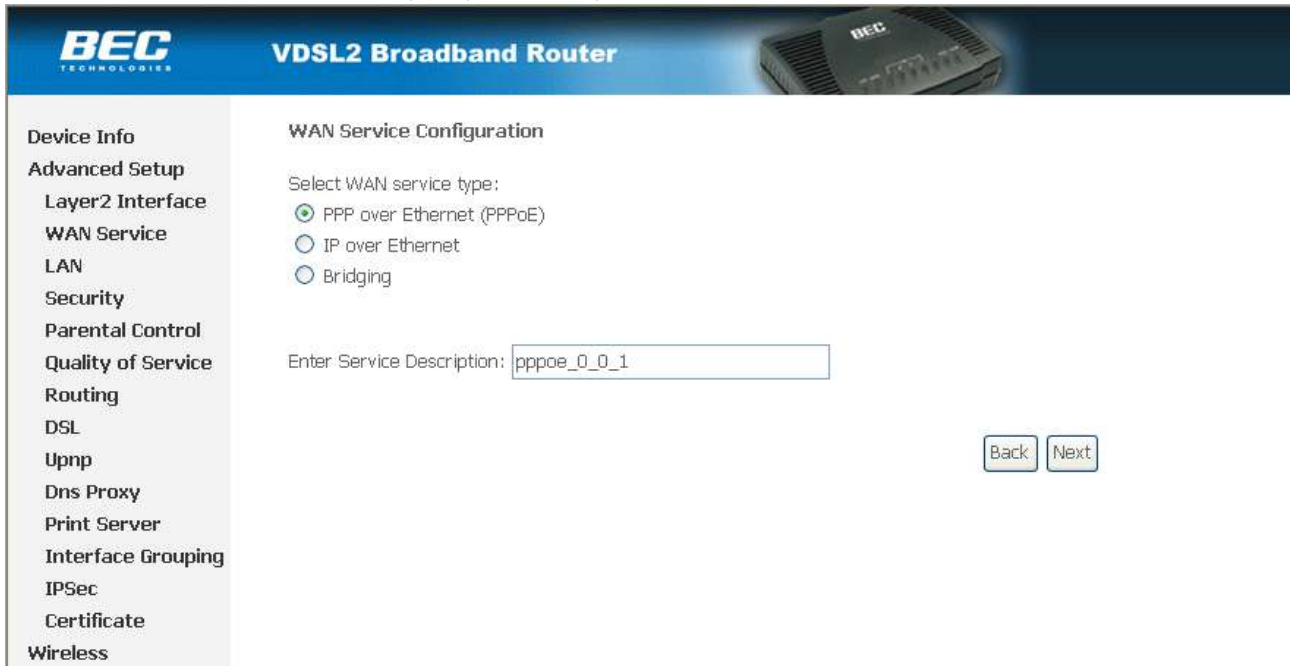 BEC
TECHNOLOGIES
VDSL2 Broadband Router
BEC
Device Info
Advanced Setup
Layer2 Interface
WAN Service
LAN
Security
Parental Control
Quality of Service
Routing
DSL
Upnp
Dns Proxy
Print Server
Interface Grouping
IPSec
Certificate
Wireless
WAN Service Configuration
Select WAN service type:
PPP over Ethernet (PPPoE)
IP over Ethernet
Bridging
Enter Service Description: pppoe_0_0_1
Back Next